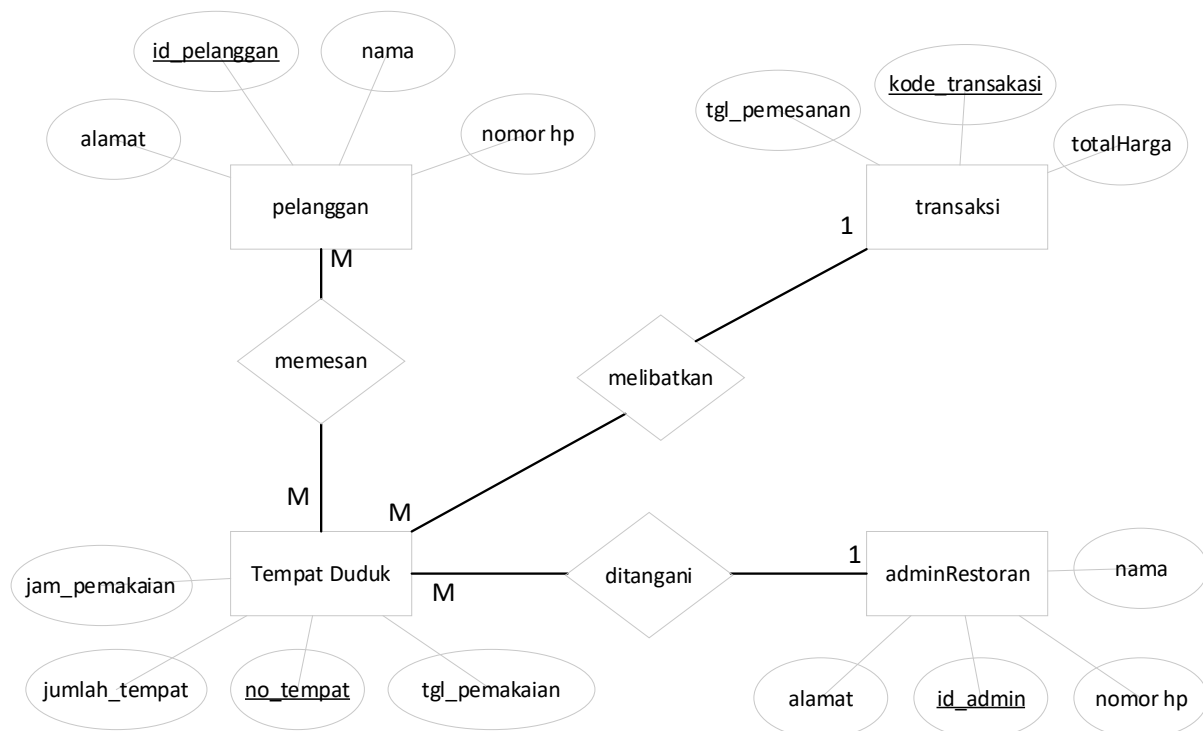 id_pelanggan
nama
alamat
nomor hp
pelanggan
M
memesan
M
kode_transakasi
tgl_pemesanan
totalHarga
transaksi
1
melibatkan
M
Tempat Duduk
jam_pemakaian
jumlah_tempat
no_tempat
tgl_pemakaian
M
ditangani
1
adminRestoran
nama
alamat
id_admin
nomor hp